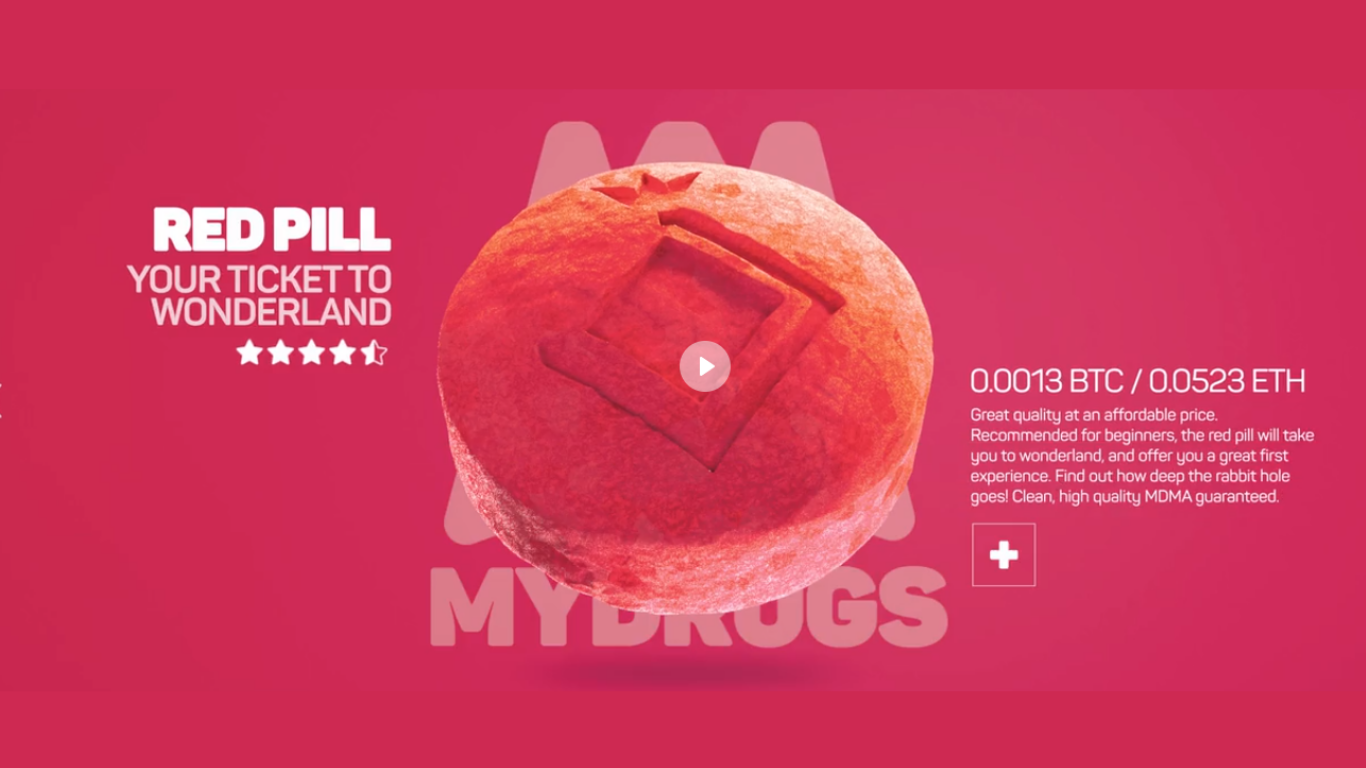 RED PILL
YOUR TICKET TO
WONDERLAND
MYDRUGS
0.0013 BTC / 0.0523 ETH
Great quality at an affordable price.
Recommended for beginners, the red pill will take
you to wonderland, and offer you a great first
experience. Find out how deep the rabbit hole
goes! Clean, high quality MDMA guaranteed.